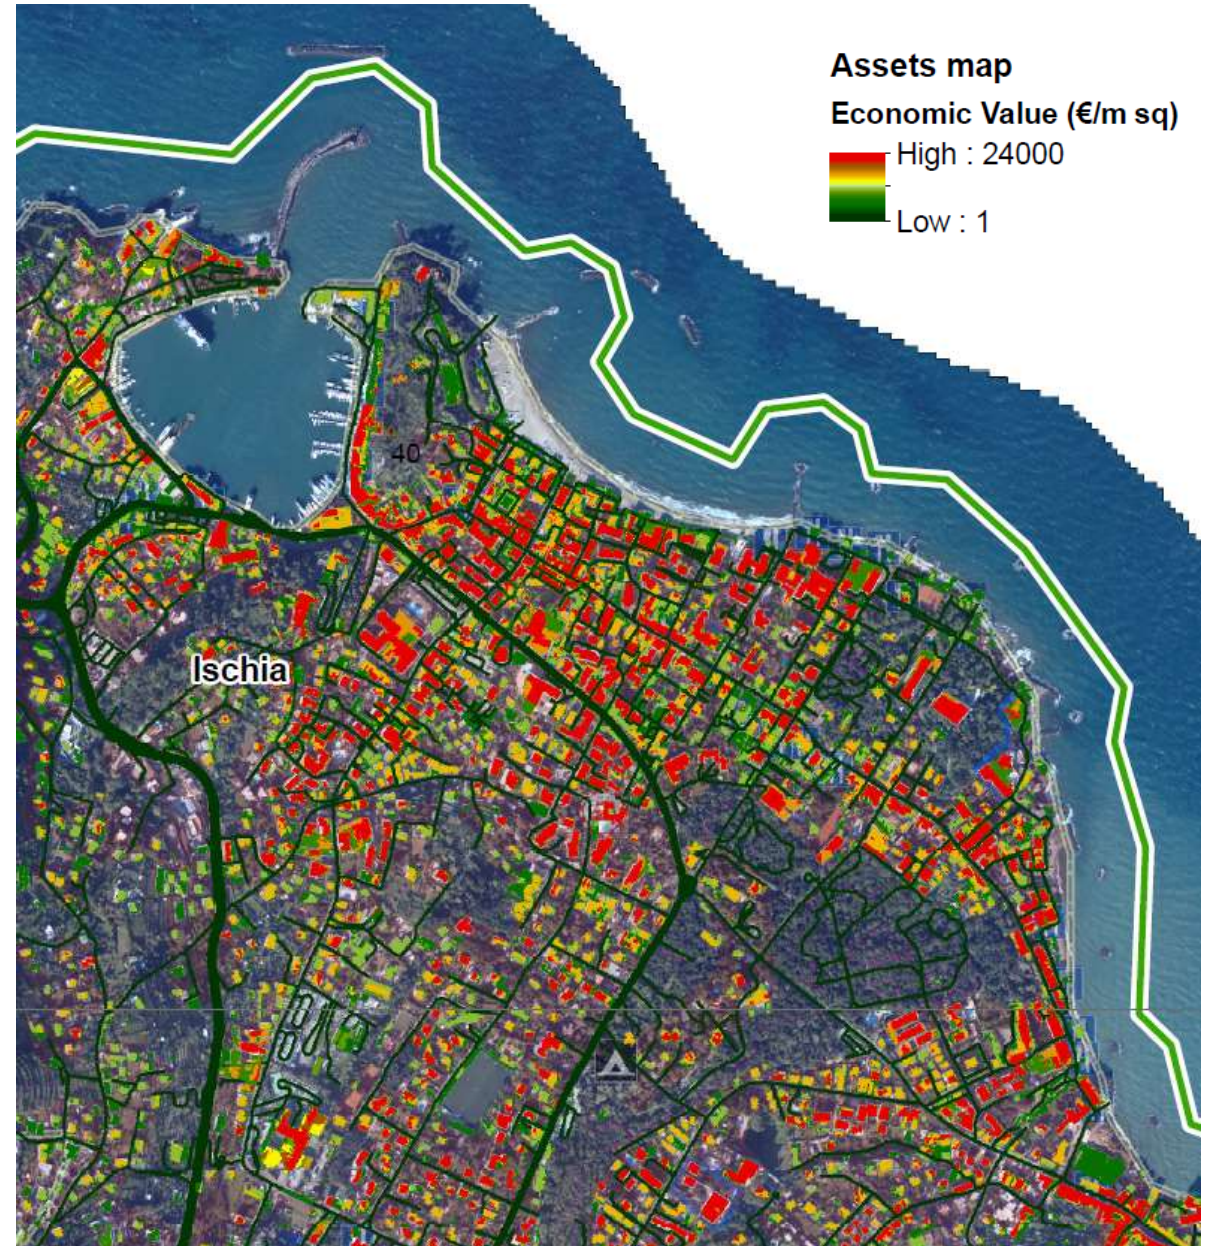 Assets map
Economic Value (€/m sq)
High : 24000
Low : 1
40
Ischia